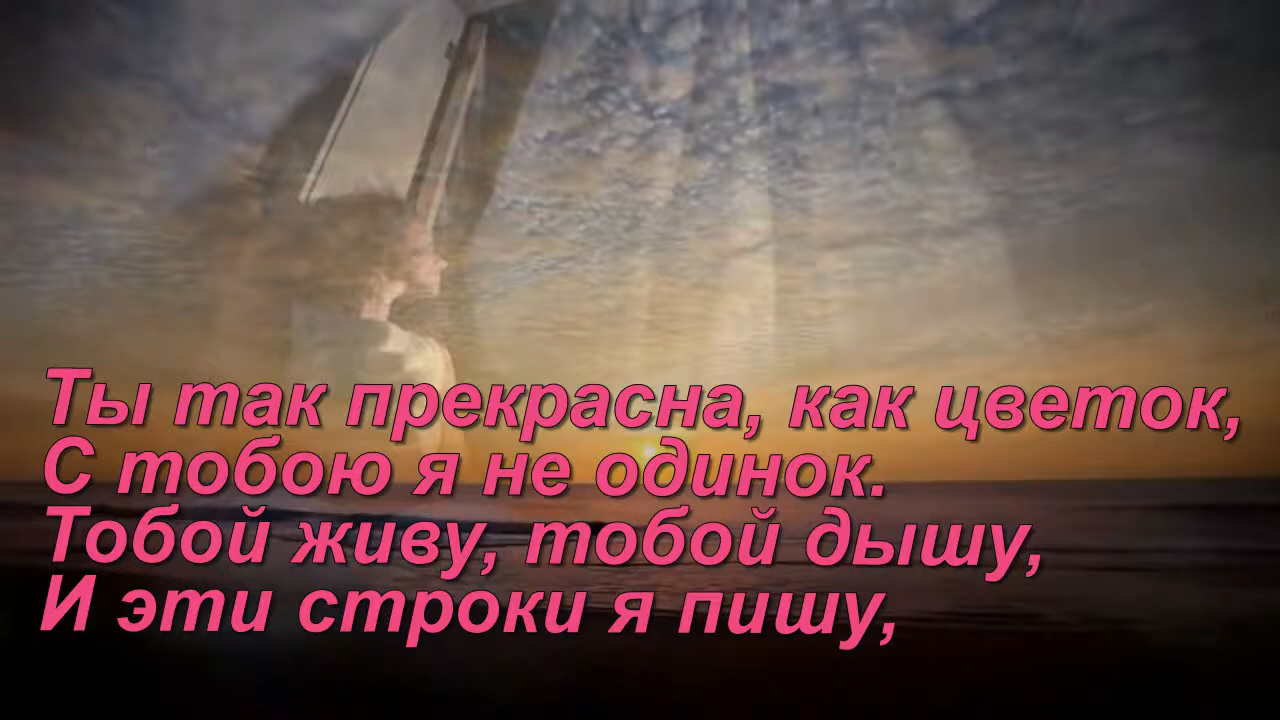 Ты так прекрасна, как цветок,
С тобою я не одинок.
Тобой живу, тобой дышу,
И эти строки я пишу,